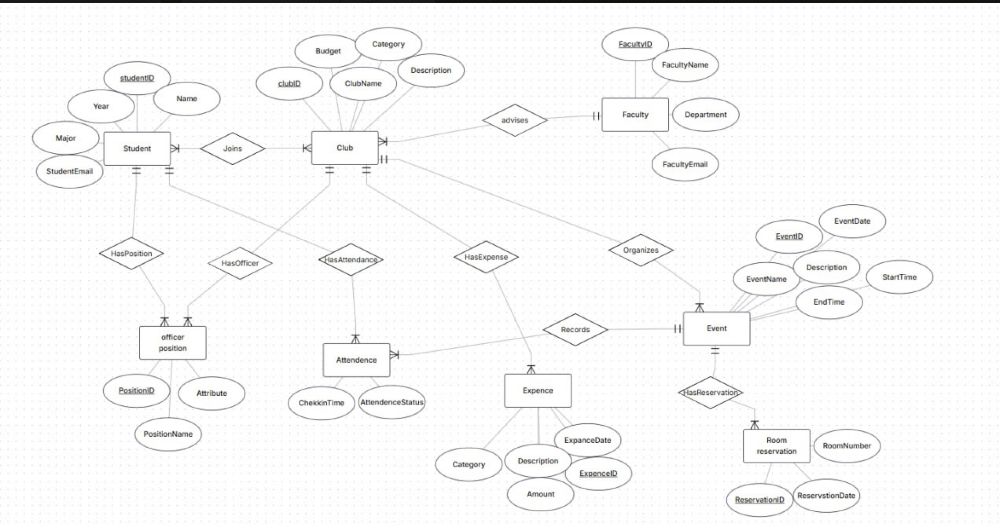 Category
Budget
FacultyID
FacultyName
Description
studentID
clubID
ClubName
Name
Year
Department
Faculty
advises
Major
Student
Joins
Club
StudentEmail
FacultyEmail
EventDate
EventID
Organizes
HasPosition
HasOfficer
HasAttendance
HasExpense
Description
EventName
StartTime
EndTime
Records
Event
officer
position
Attendence
Expence
PositionID
Attribute
HasReservation
ChekkinTime
AttendenceStatus
PositionName
ExpanceDate
Room
reservation
RoomNumber
Category
Description
ExpenceID
Amount
ReservationID
ReservstionDate